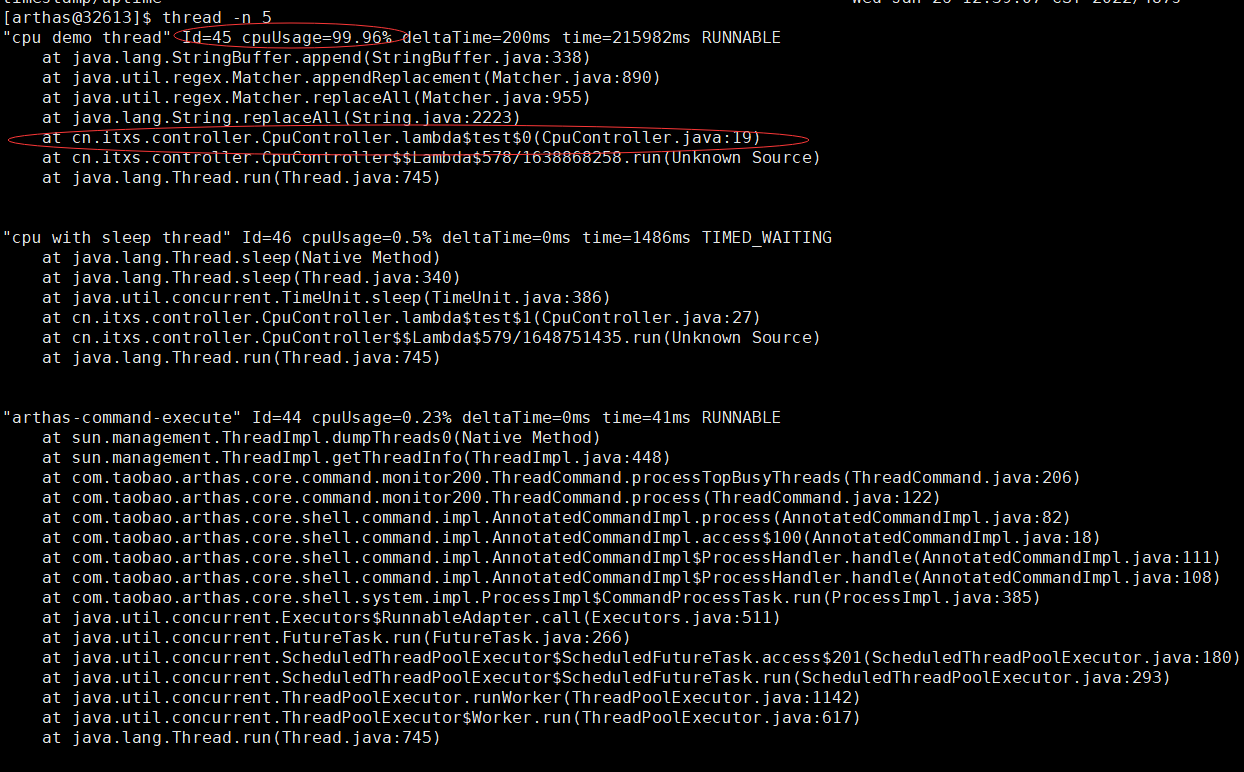 timestamp/uptime
[arthas@32613]$ thread -n 5
"cpu demo thread" Id=45 cpuUsage=99.96% deltaTime=200ms time=215982ms RUNNABLE
at java.lang.StringBuffer.append(StringBuffer.java:338)
at java.util.regex.Matcher.appendReplacement(Matcher.java:890)
at java.util.regex.Matcher.replaceAll(Matcher.java:955)
at java.lang.String.replaceAll(String.java:2223)
at cn.itxs.controller.CpuController.lambda$test$0(CpuController.java:19)
at cn.itxs.controller.CpuController$$Lambda$578/1638868258.run(Unknown Source)
at java.lang.Thread.run(Thread.java:745)
"cpu with sleep thread" Id=46 cpuUsage=0.5% deltaTime=0ms time=1486ms TIMED_WAITING
at java.lang.Thread.sleep(Native Method)
at java.lang.Thread.sleep(Thread.java:340)
at java.util.concurrent.TimeUnit.sleep(TimeUnit.java:386)
at cn.itxs.controller.CpuController.lambda$test$1(CpuController.java:27)
at cn.itxs.controller.CpuController$$Lambda$579/1648751435.run(Unknown Source)
at java.lang.Thread.run(Thread.java:745)
"arthas-command-execute" Id=44 cpuUsage=0.23% deltaTime=0ms time=41ms RUNNABLE
at sun.management.ThreadImpl.dumpThreads0(Native Method)
at sun.management.ThreadImpl.getThreadInfo(ThreadImpl.java:448)
at com.taobao.arthas.core.command.monitor200.ThreadCommand.processTopBusyThreads(ThreadCommand.java:206)
at com.taobao.arthas.core.command.monitor200.ThreadCommand.process(ThreadCommand.java:122)
at com.taobao.arthas.core.shell.command.impl.AnnotatedCommandImpl.process(AnnotatedCommandImpl.java:82)
at com.taobao.arthas.core.shell.command.impl.AnnotatedCommandImpl.access$100(AnnotatedCommandImpl.java:18)
at com.taobao.arthas.core.shell.command.impl.AnnotatedCommandImpl$ProcessHandler.handle(AnnotatedCommandImpl.java:111)
at com.taobao.arthas.core.shell.command.impl.AnnotatedCommandImpl$ProcessHandler.handle(AnnotatedCommandImpl.java:108)
at com.taobao.arthas.core.shell.system.impl.ProcessImpl$CommandProcessTask.run(ProcessImpl.java:385)
at java.util.concurrent.Executors$RunnableAdapter.call(Executors.java:511)
at java.util.concurrent.FutureTask.run(FutureTask.java:266)
at java.util.concurrent.ScheduledThreadPoolExecutor$ScheduledFutureTask.access$201(ScheduledThreadPoolExecutor.java:180)
at java.util.concurrent.ScheduledThreadPoolExecutor$ScheduledFutureTask.run(ScheduledThreadPoolExecutor.java:293)
at java.util.concurrent.ThreadPoolExecutor.runWorker(ThreadPoolExecutor.java:1142)
at java.util.concurrent.ThreadPoolExecutor$Worker.run(ThreadPoolExecutor.java:617)
at java.lang.Thread.run(Thread.java:745)